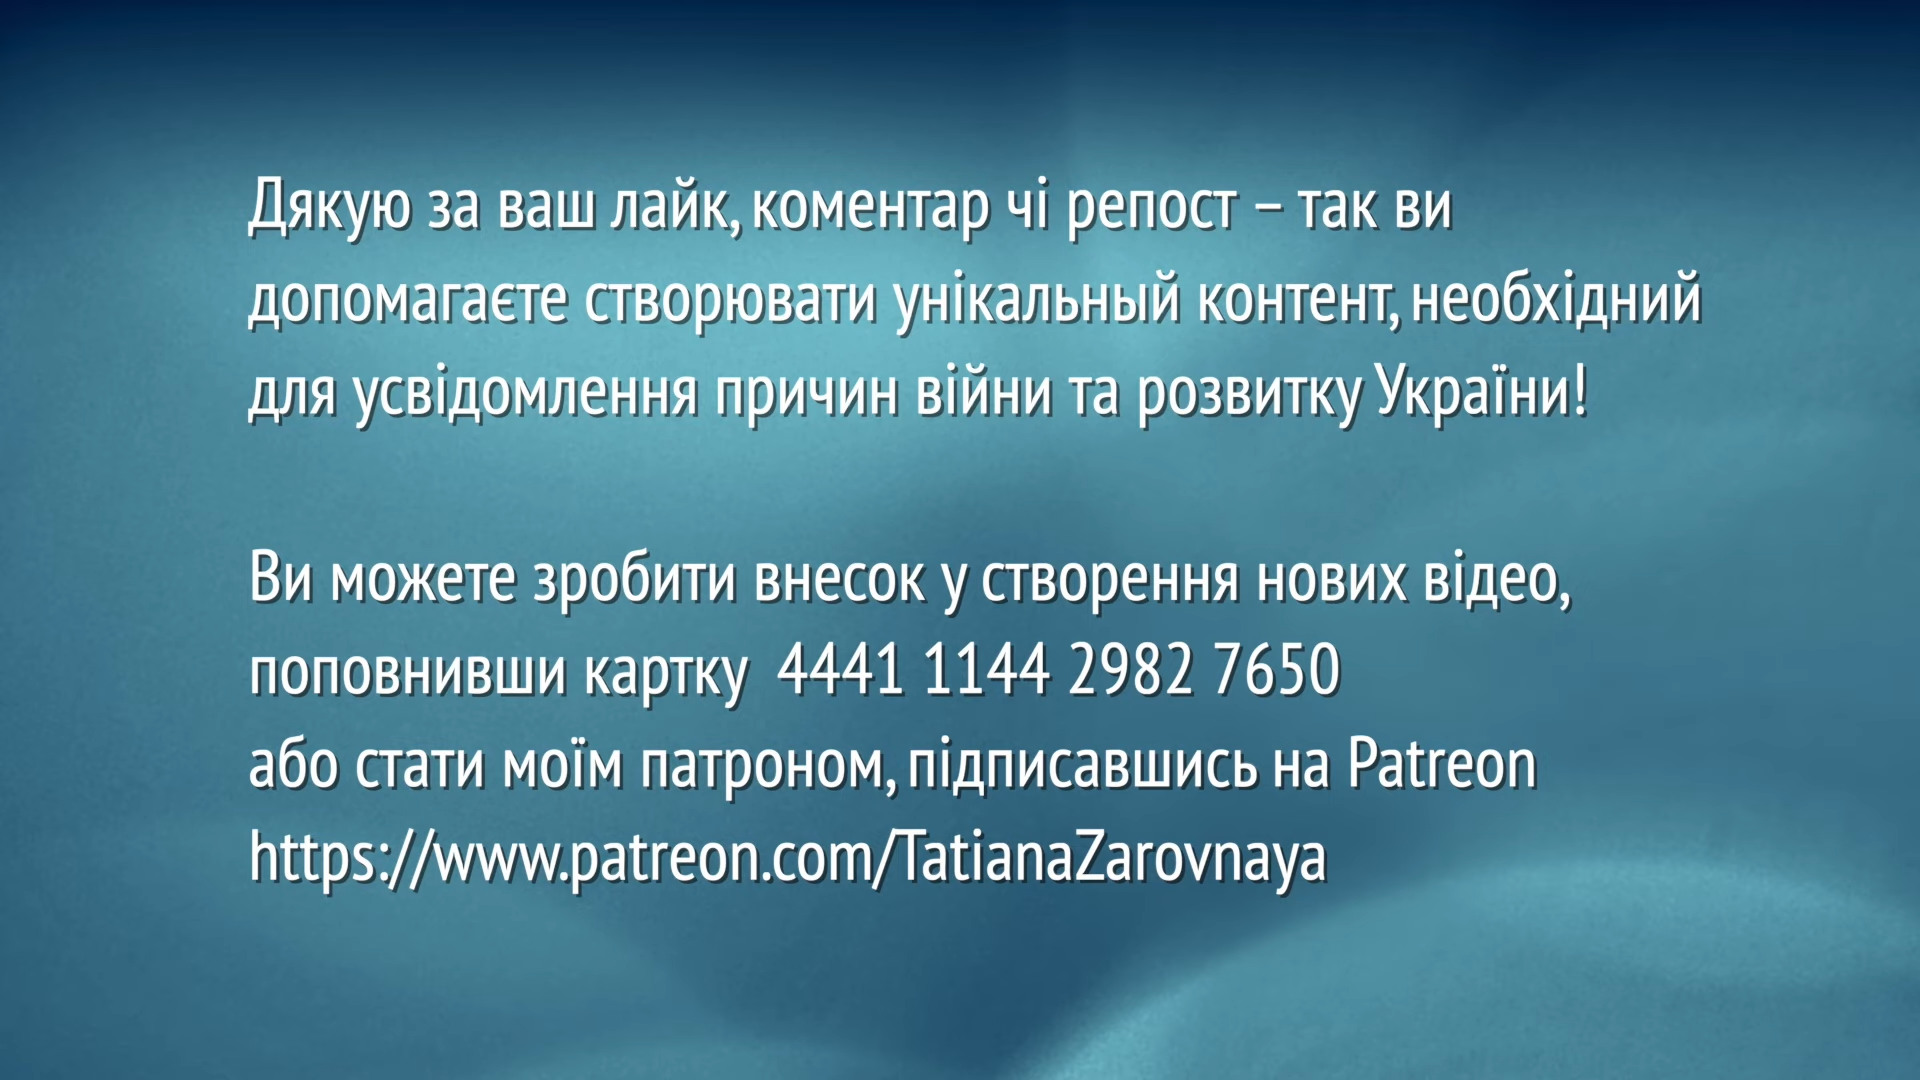 Дякую за ваш лайк, коментар чі репост – так ви
допомагаєте створювати унікальный контент, необхідний
для усвідомлення причин війни та розвитку України!
Ви можете зробити внесок у створення нових відео,
поповнивши картку 4441 1144 2982 7650
або стати моїм патроном, підписавшись на Patreon
https://www.patreon.com/TatianaZarovnaya